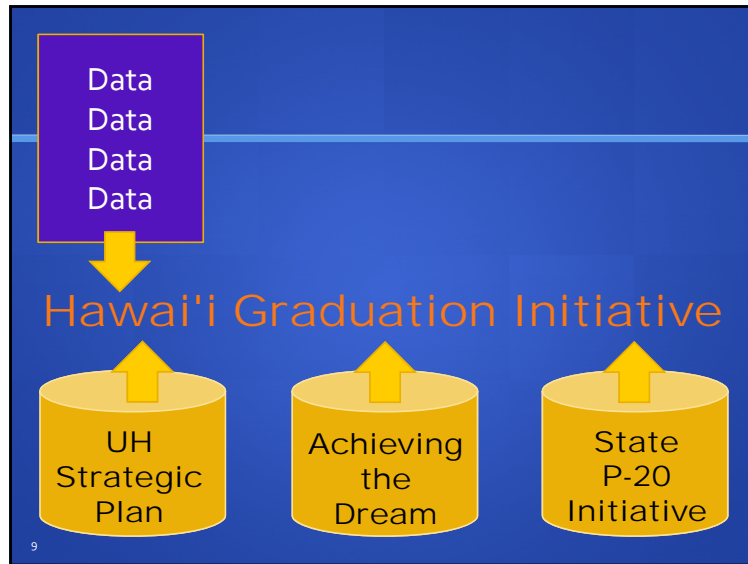 Data
Data
Data
Data
Hawai'i Graduation Initiative
UH
Strategic
Plan
Achieving
the
Dream
State
P-20
Initiative
9